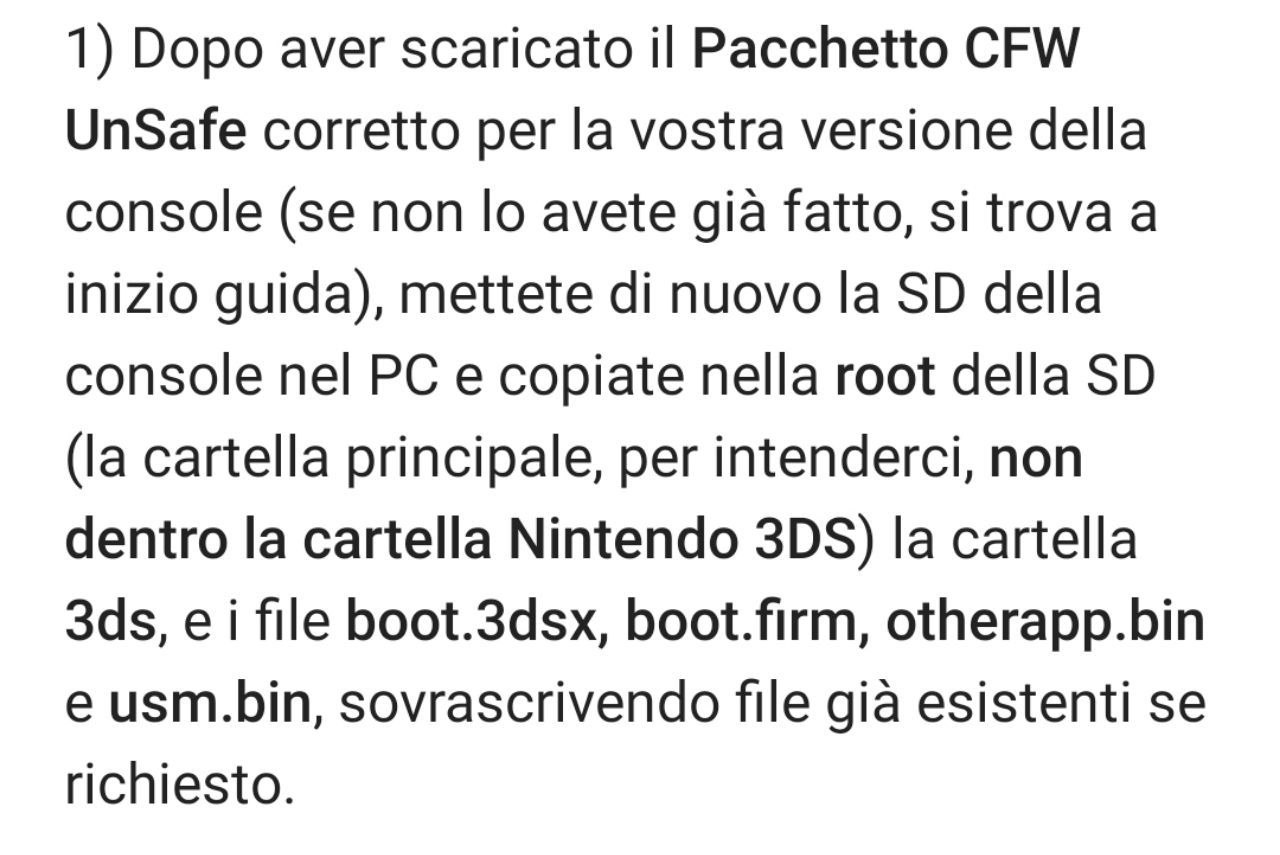 1) Dopo aver scaricato il Pacchetto CFW
UnSafe corretto per la vostra versione della
console (se non lo avete già fatto, si trova a
inizio guida), mettete di nuovo la SD della
console nel PC e copiate nella root della SD
(la cartella principale, per intenderci, non
dentro la cartella Nintendo 3DS) la cartella
3ds, e i file boot.3dsx, boot.firm, otherapp.bin
e usm.bin, sovrascrivendo file già esistenti se
richiesto.